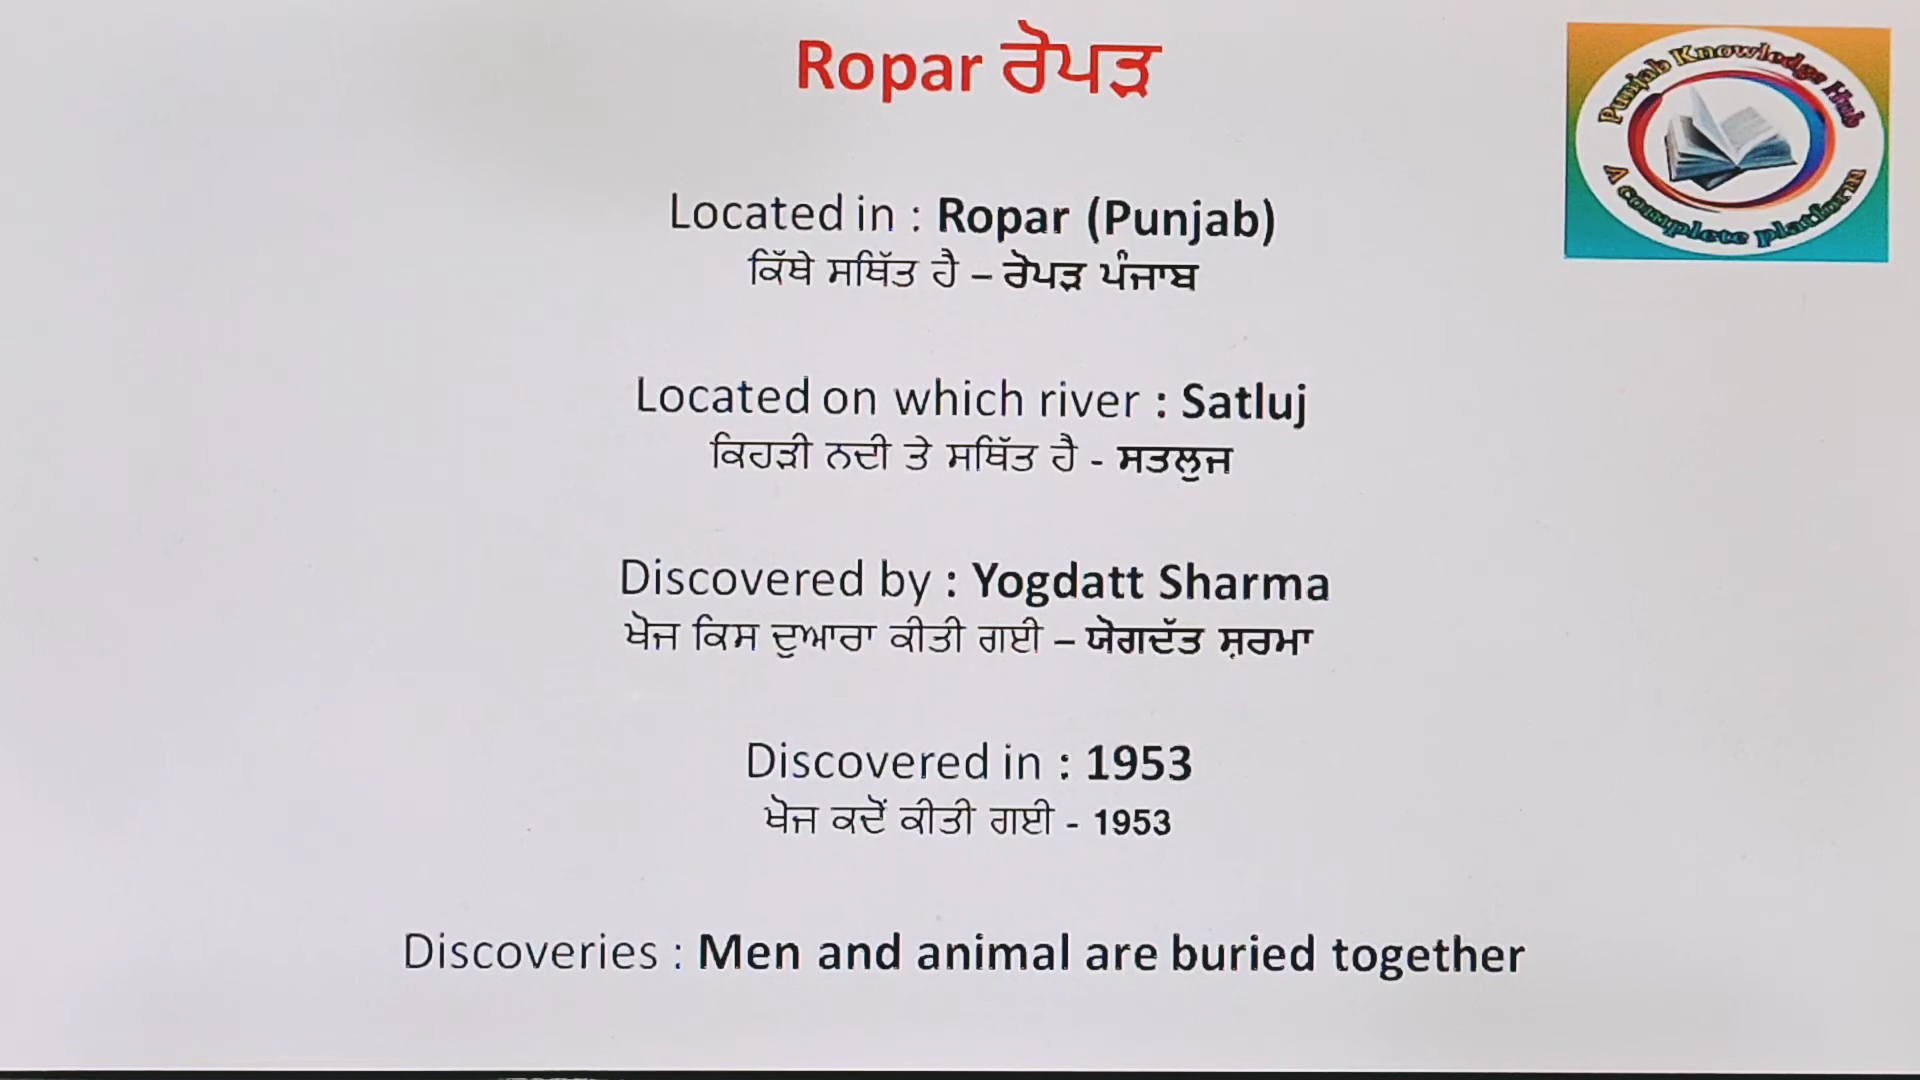 Ropar ਰੋਪੜ
Punjab Knowledge Hub
A complete platform
Located in : Ropar (Punjab)
ਕਿੱਥੇ ਸਥਿੱਤ ਹੈ – ਰੋਪੜ ਪੰਜਾਬ
Located on which river : Satluj
ਕਿਹੜੀ ਨਦੀ ਤੇ ਸਥਿੱਤ ਹੈ - ਸਤਲੁਜ
Discovered by : Yogdatt Sharma
ਖੋਜ ਕਿਸ ਦੁਆਰਾ ਕੀਤੀ ਗਈ – ਯੋਗਦੱਤ ਸ਼ਰਮਾ
Discovered in : 1953
ਖੋਜ ਕਦੋਂ ਕੀਤੀ ਗਈ - 1953
Discoveries : Men and animal are buried together